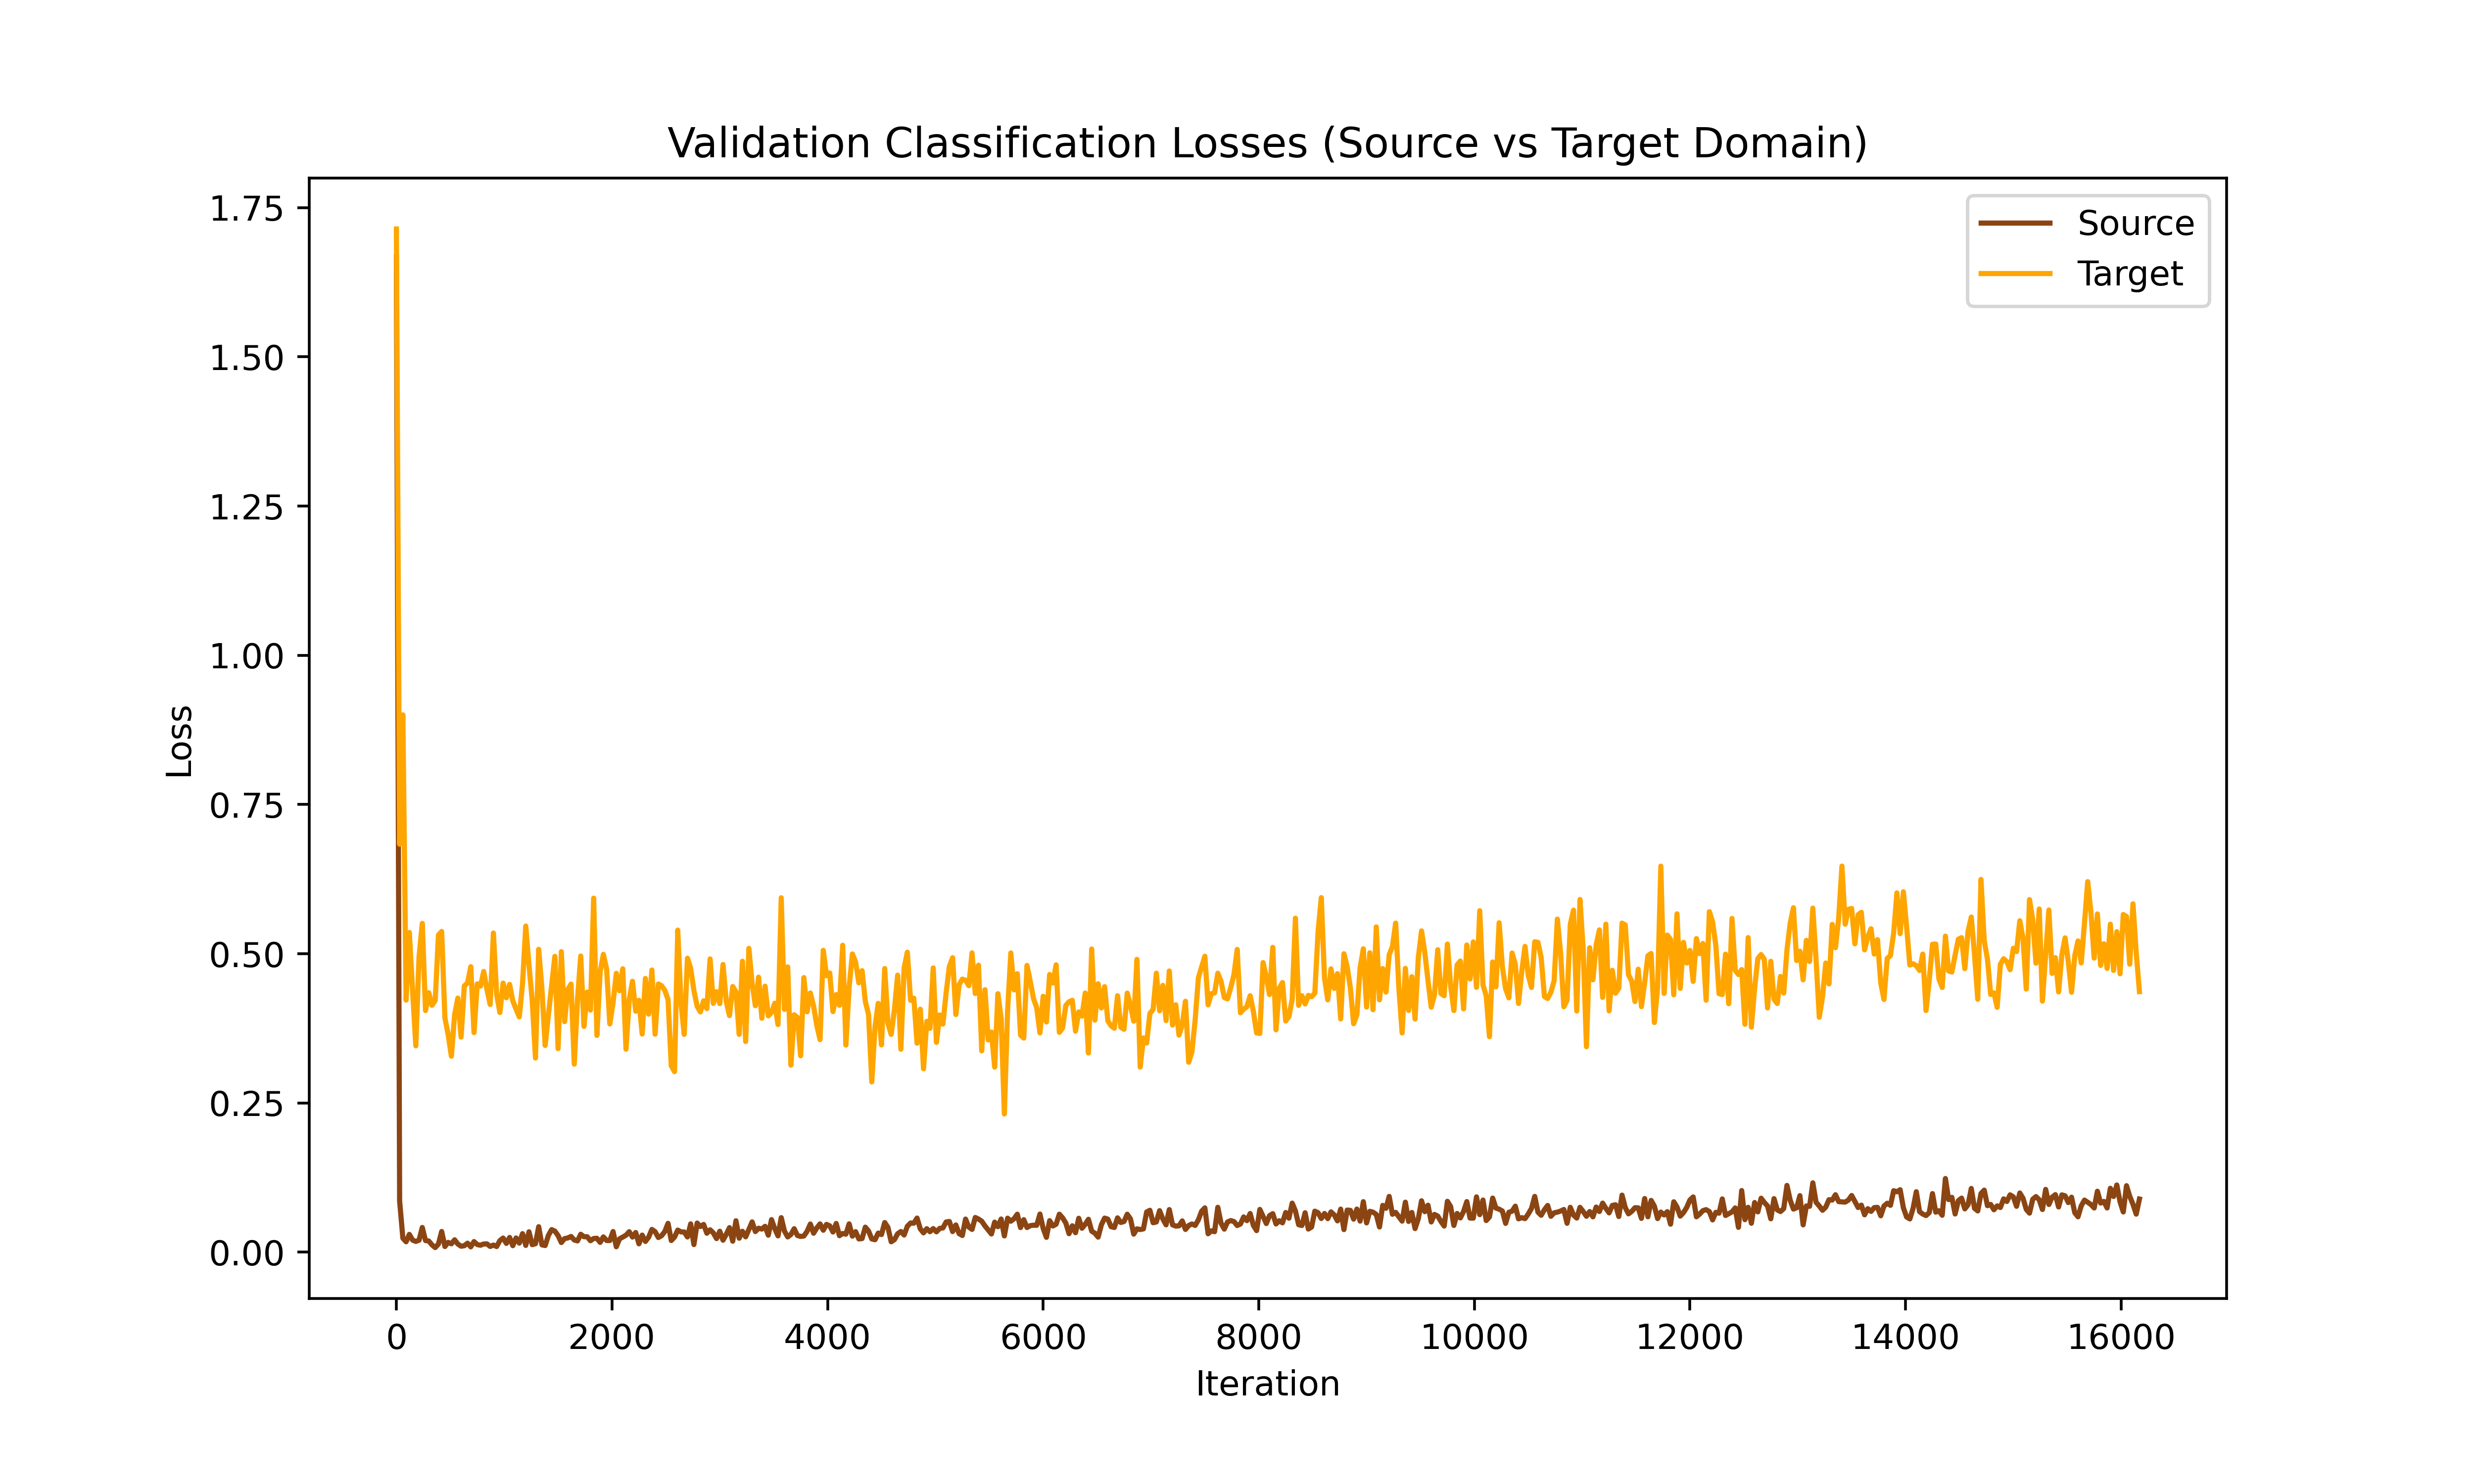 Validation Classification Losses (Source vs Target Domain)
1.75
1.50
1.25
1.00
0.75
0.50
0.25
0.00
Loss
Source
Target
0 2000 4000 6000 8000 10000 12000 14000 16000
Iteration